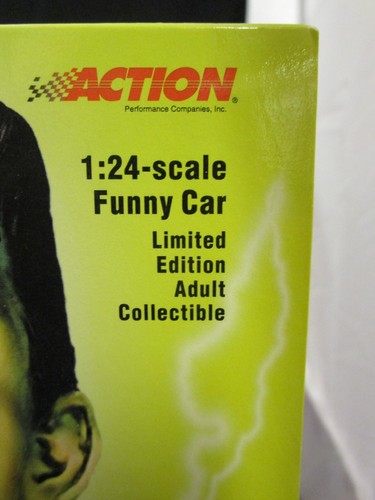 ACTION®
Performance Companies, Inc.
1:24-scale
Funny Car
Limited
Edition
Adult
Collectible